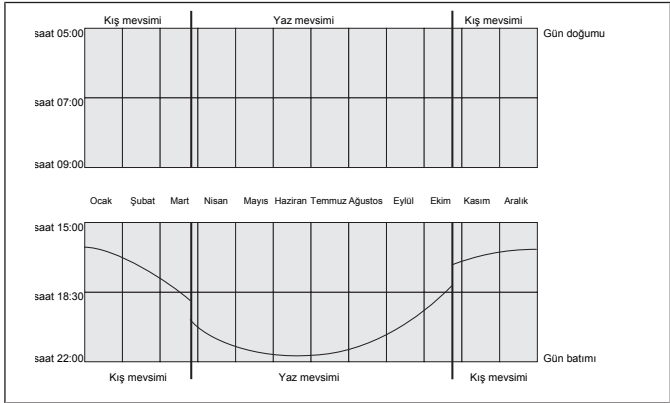 Kış mevsimi Yaz mevsimi Kış mevsimi
saat 05:00 Gün doğumu
saat 07:00
saat 09:00
Ocak Şubat Mart Nisan Mayıs Haziran Temmuz Ağustos Eylül Ekim Kasım Aralık
saat 15:00
saat 18:30
saat 22:00 Gün batımı
Kış mevsimi Yaz mevsimi Kış mevsimi